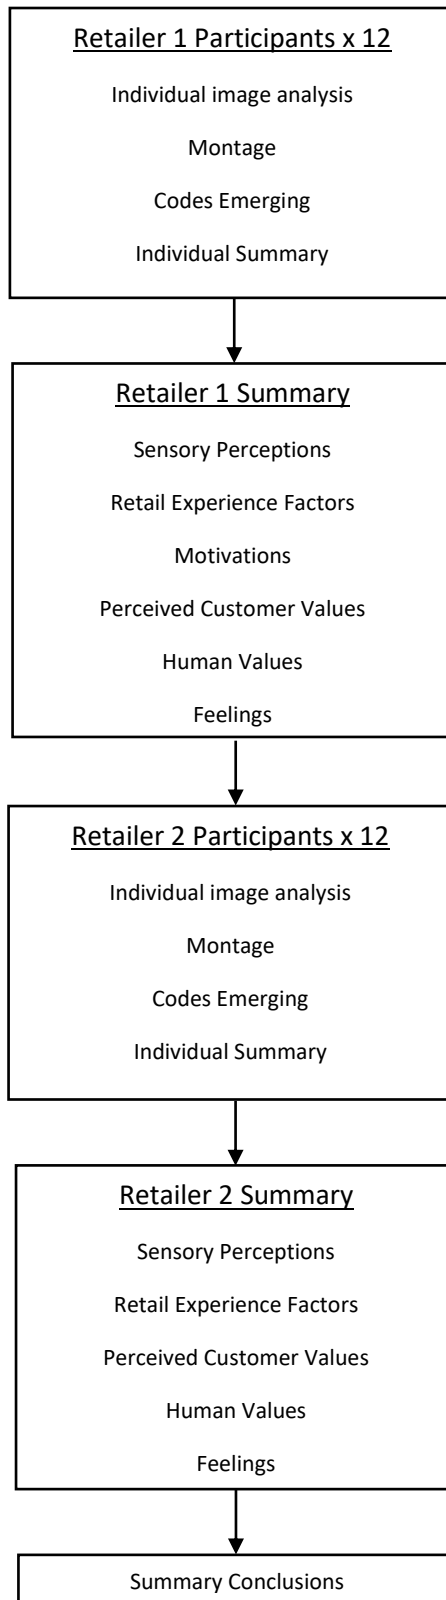 Retailer 1 Participants x 12
Individual image analysis
Montage
Codes Emerging
Individual Summary
Retailer 1 Summary
Sensory Perceptions
Retail Experience Factors
Motivations
Perceived Customer Values
Human Values
Feelings
Retailer 2 Participants x 12
Individual image analysis
Montage
Codes Emerging
Individual Summary
Retailer 2 Summary
Sensory Perceptions
Retail Experience Factors
Perceived Customer Values
Human Values
Feelings
Summary Conclusions